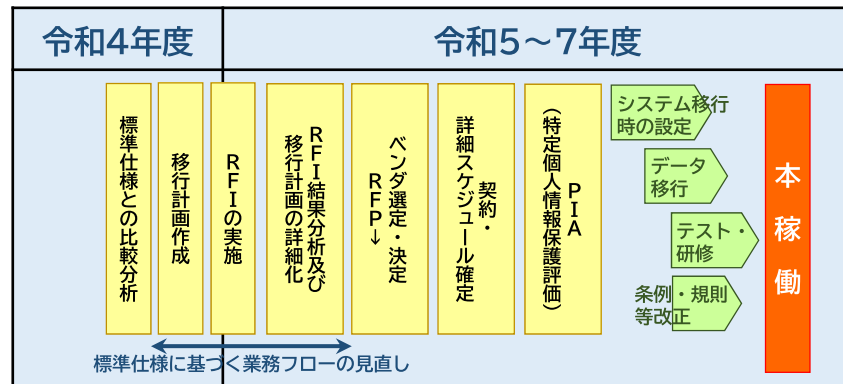 令和4年度
令和5～7年度
標準仕様との比較分析
移行計画作成
RFIの実施
RFI結果分析及び
移行計画の詳細化
ベンダ選定・決定
RFP↓
契約・
詳細スケジュール確定
PIA
（特定個人情報保護評価）
システム移行
時の設定
データ
移行
テスト・
研修
条例・規則
等改正
本稼働
標準仕様に基づく業務フローの見直し